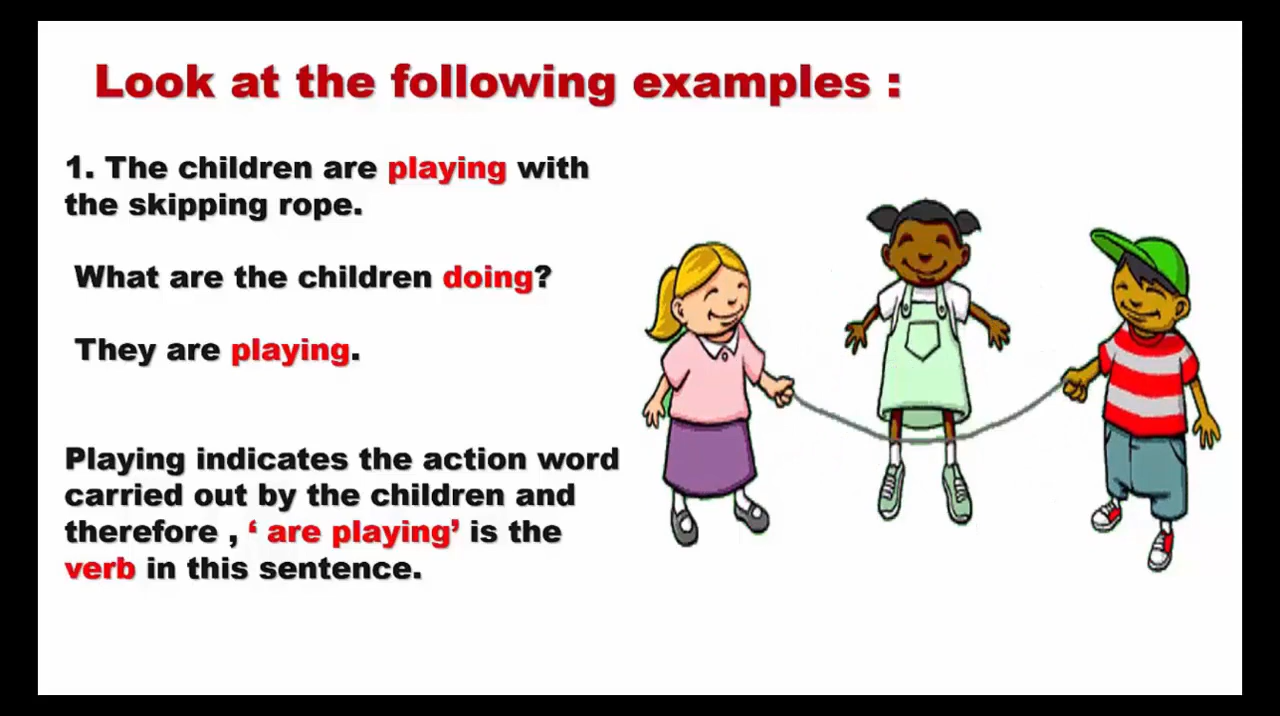 Look at the following examples :
1. The children are playing with
the skipping rope.
What are the children doing?
They are playing.
Playing indicates the action word
carried out by the children and
therefore , ‘ are playing’ is the
verb in this sentence.